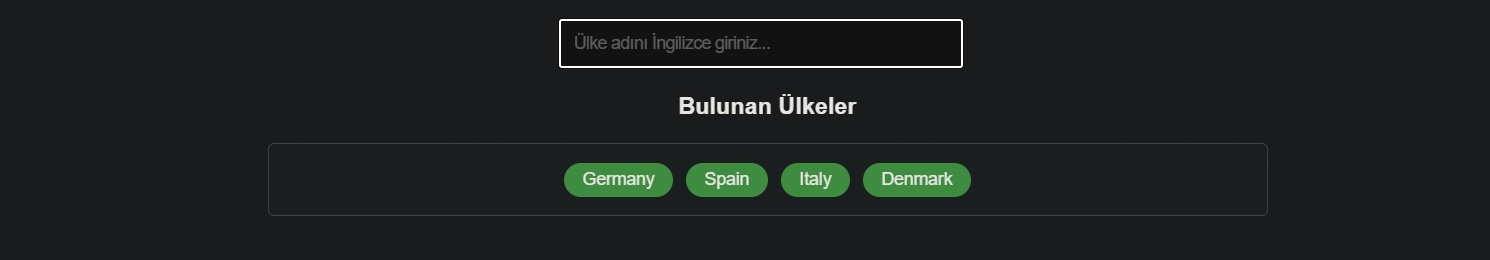 Ülke adını İngilizce giriniz...
Bulunan Ülkeler
Germany Spain Italy Denmark